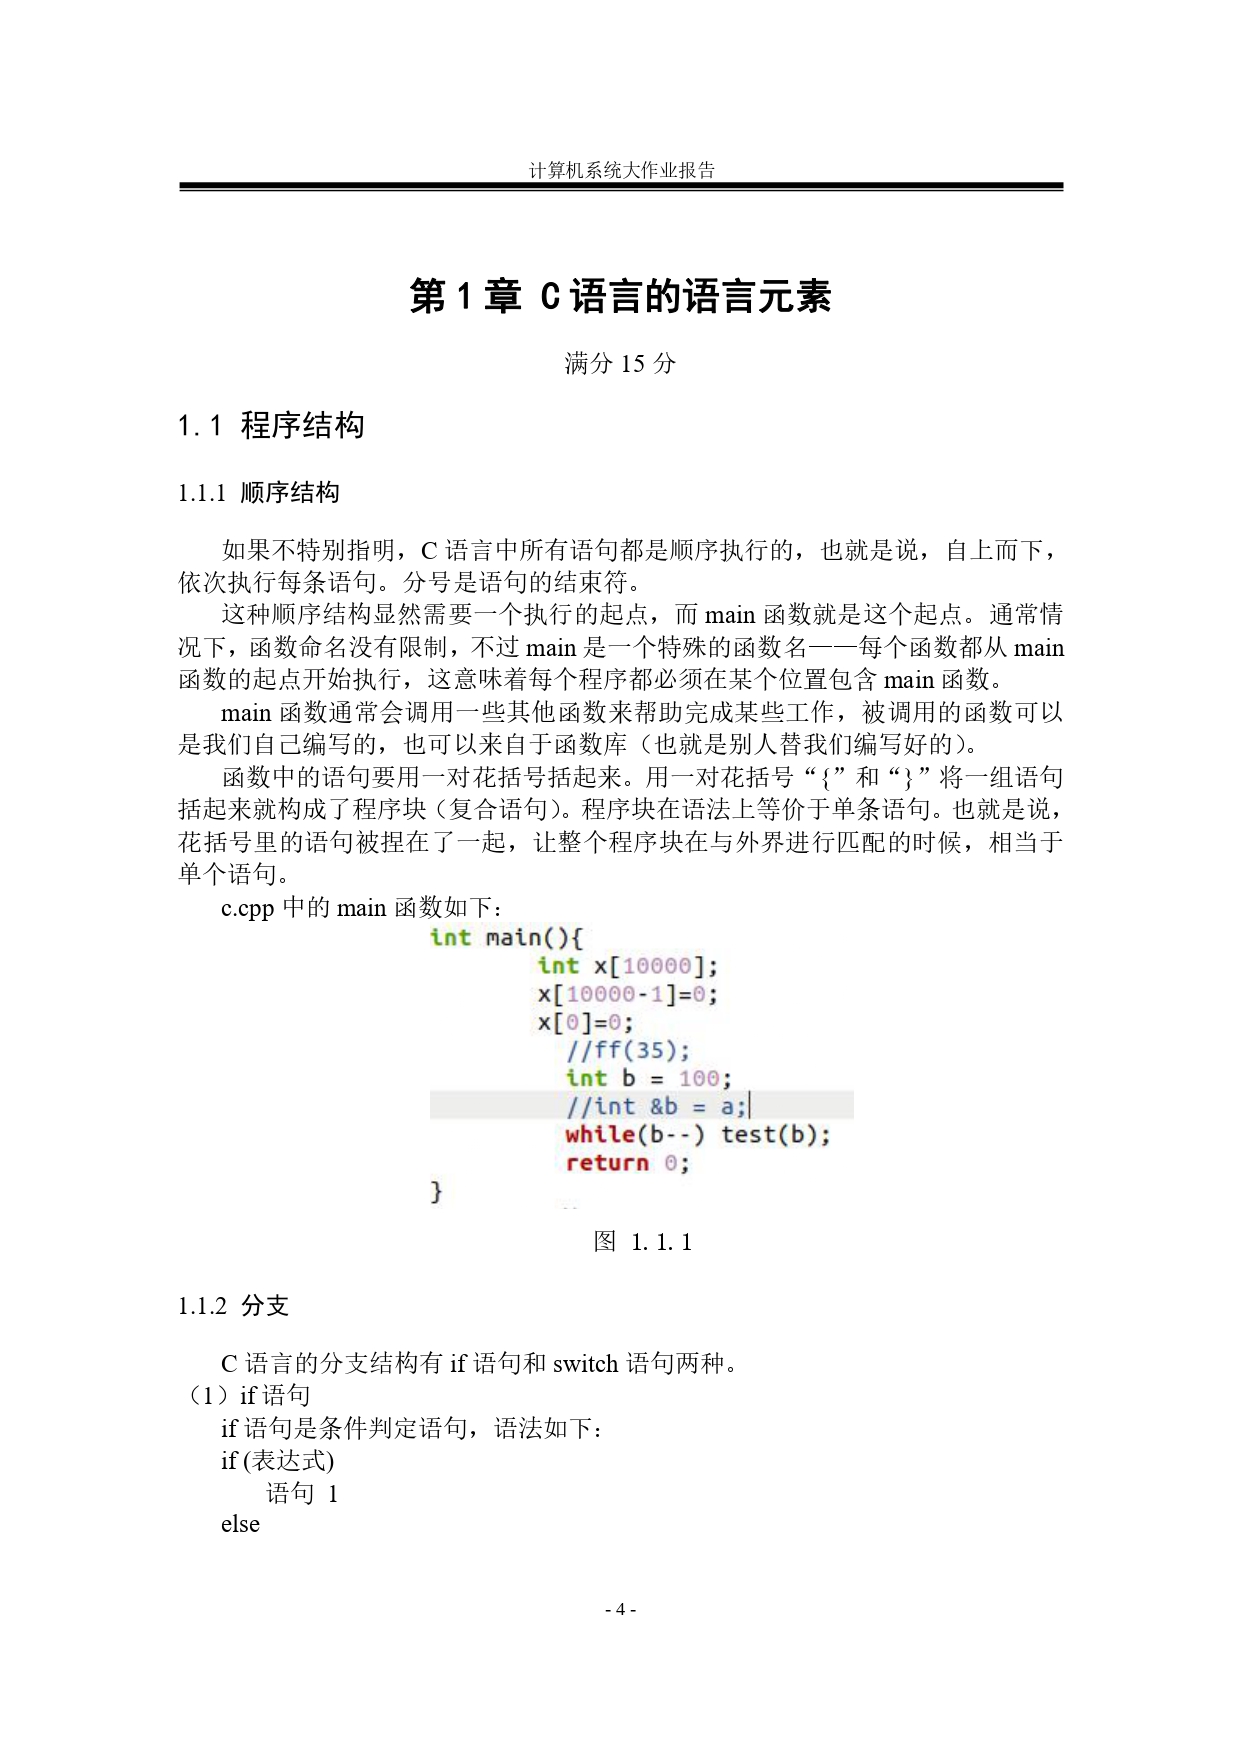 计算机系统大作业报告
第 1 章 C 语言的语言元素
满分 15 分
1.1 程序结构
1.1.1 顺序结构
如果不特别指明，C 语言中所有语句都是顺序执行的，也就是说，自上而下，
依次执行每条语句。分号是语句的结束符。
这种顺序结构显然需要一个执行的起点，而 main 函数就是这个起点。通常情
况下，函数命名没有限制，不过 main 是一个特殊的函数名——每个函数都从 main
函数的起点开始执行，这意味着每个程序都必须在某个位置包含 main 函数。
main 函数通常会调用一些其他函数来帮助完成某些工作，被调用的函数可以
是我们自己编写的，也可以来自于函数库（也就是别人替我们编写好的）。
函数中的语句要用一对花括号括起来。用一对花括号“{”和“}”将一组语句
括起来就构成了程序块（复合语句）。程序块在语法上等价于单条语句。也就是说，
花括号里的语句被捏在了一起，让整个程序块在与外界进行匹配的时候，相当于
单个语句。
c.cpp 中的 main 函数如下：
int main(){
int x[10000];
x[10000-1]=0;
x[0]=0;
//ff(35);
int b = 100;
//int &b = a;
while(b--) test(b);
return 0;
}
图 1.1.1
1.1.2 分支
C 语言的分支结构有 if 语句和 switch 语句两种。
（1）if 语句
if 语句是条件判定语句，语法如下：
if (表达式)
语句 1
else
- 4 -